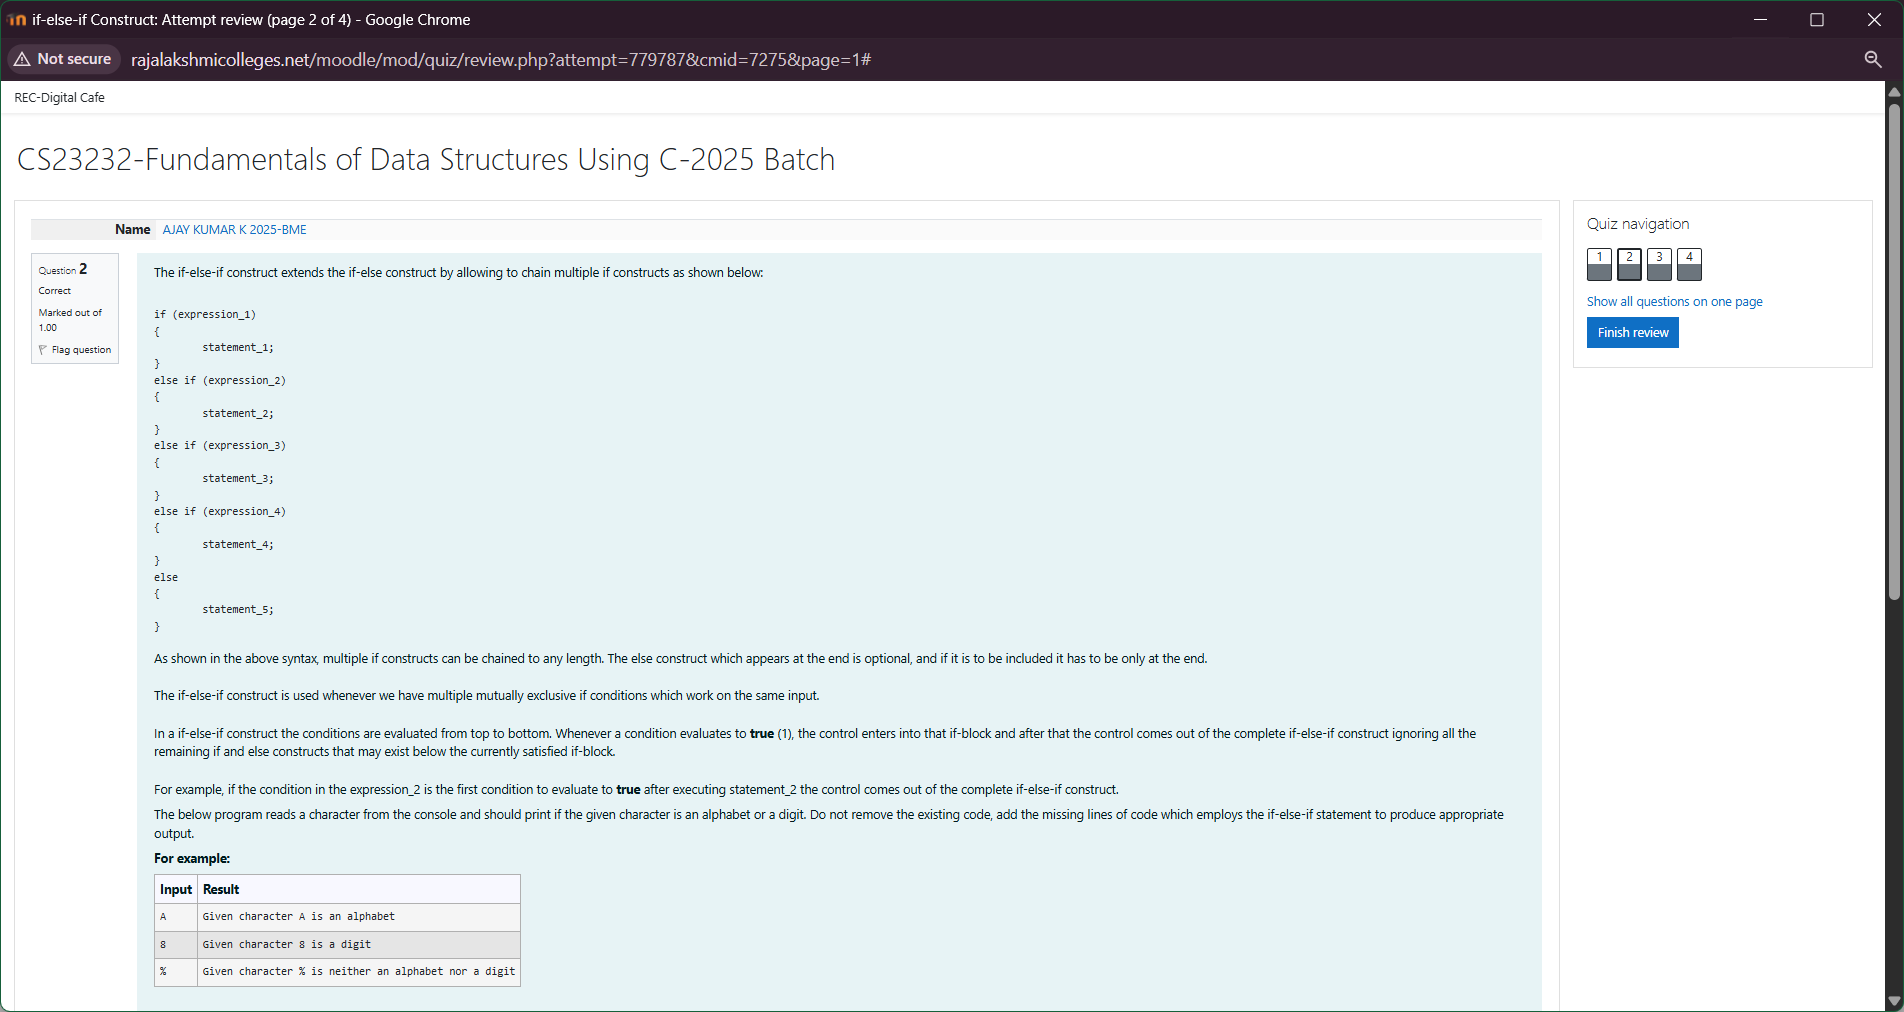 if-else-if Construct: Attempt review (page 2 of 4) - Google Chrome
Not secure
rajalakshmicolleges.net/moodle/mod/quiz/review.php?attempt=779787&cmid=7275&page=1#
REC-Digital Cafe
CS23232-Fundamentals of Data Structures Using C-2025 Batch
Name AJAY KUMAR K 2025-BME
Question 2
Correct
Marked out of
1.00
Flag question
The if-else-if construct extends the if-else construct by allowing to chain multiple if constructs as shown below:
if (expression_1)
{
statement_1;
}
else if (expression_2)
{
statement_2;
}
else if (expression_3)
{
statement_3;
}
else if (expression_4)
{
statement_4;
}
else
{
statement_5;
}
As shown in the above syntax, multiple if constructs can be chained to any length. The else construct which appears at the end is optional, and if it is to be included it has to be only at the end.
The if-else-if construct is used whenever we have multiple mutually exclusive if conditions which work on the same input.
In a if-else-if construct the conditions are evaluated from top to bottom. Whenever a condition evaluates to true (1), the control enters into that if-block and after that the control comes out of the complete if-else-if construct ignoring all the
remaining if and else constructs that may exist below the currently satisfied if-block.
For example, if the condition in the expression_2 is the first condition to evaluate to true after executing statement_2 the control comes out of the complete if-else-if construct.
The below program reads a character from the console and should print if the given character is an alphabet or a digit. Do not remove the existing code, add the missing lines of code which employs the if-else-if statement to produce appropriate
output.
For example:
Input Result
A Given character A is an alphabet
8 Given character 8 is a digit
% Given character % is neither an alphabet nor a digit
Quiz navigation
1 2 3 4
Show all questions on one page
Finish review